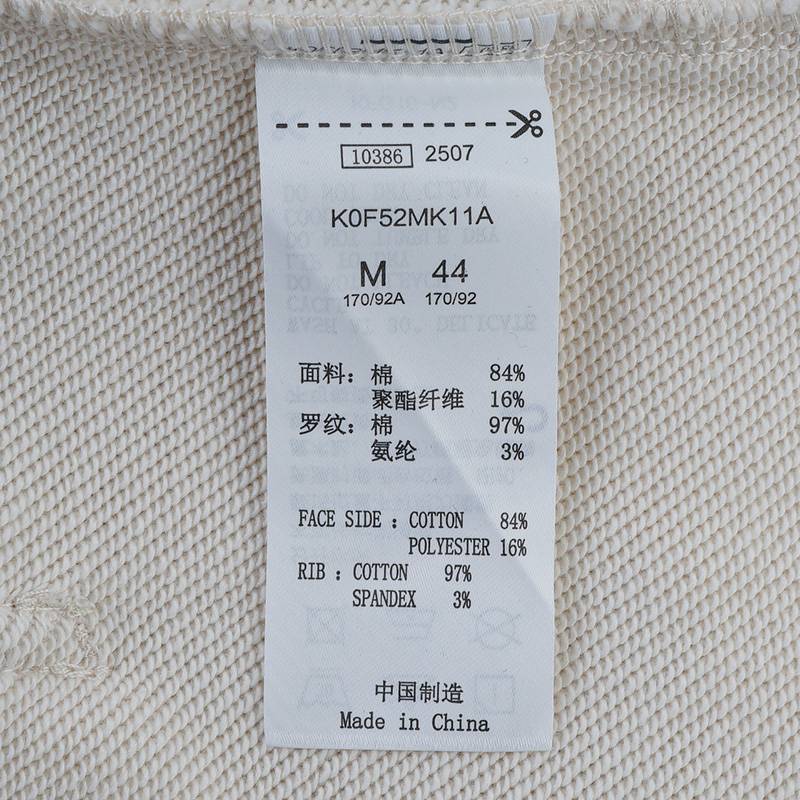 10386 2507
K0F52MK11A
M 44
170/92A 170/92
面料：棉 84%
聚酯纤维 16%
罗纹：棉 97%
氨纶 3%
FACE SIDE : COTTON 84%
POLYESTER 16%
RIB : COTTON 97%
SPANDEX 3%
中国制造
Made in China